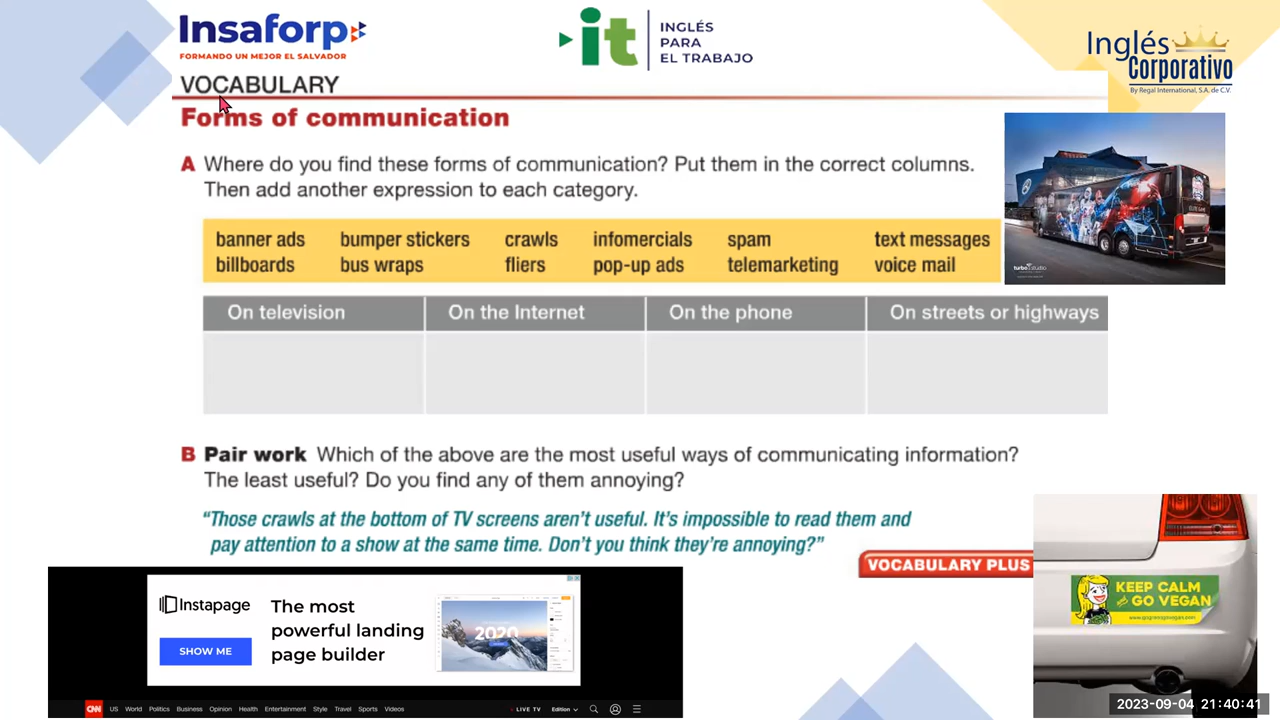 Insaforp
FORMANDO UN MEJOR EL SALVADOR
it
INGLÉS
PARA
EL TRABAJO
Inglés
Corporativo
By Regal International, S.A. de C.V.
VOCABULARY
Forms of communication
A Where do you find these forms of communication? Put them in the correct columns.
Then add another expression to each category.
banner ads bumper stickers crawls infomercials spam text messages
billboards bus wraps fliers pop-up ads telemarketing voice mail
On television On the Internet On the phone On streets or highways
B Pair work Which of the above are the most useful ways of communicating information?
The least useful? Do you find any of them annoying?
"Those crawls at the bottom of TV screens aren't useful. It's impossible to read them and
pay attention to a show at the same time. Don't you think they're annoying?"
VOCABULARY PLUS
Instapage
SHOW ME
The most
powerful landing
page builder
2020
CNN US World Politics Business Opinion Health Entertainment Style Travel Sports Videos LIVE TV Edition
KEEP CALM
and GO VEGAN
2023-09-04 21:40:41